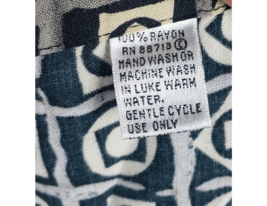 100% RAYON
RN 88713 ©
HAND WASH OR
MACHINE WASH
IN LUKE WARM
WATER.
GENTLE CYCLE
USE ONLY